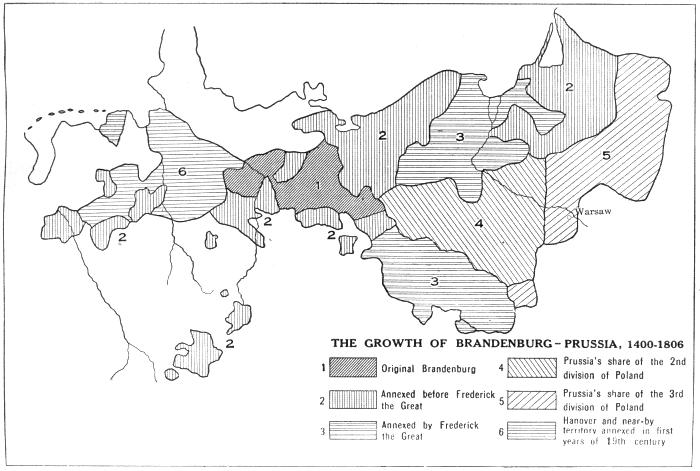 2
3
2
5
6
1
4
Warsaw
2
2
2
3
2
THE GROWTH OF BRANDENBURG–PRUSSIA, 1400-1806
1 Original Brandenburg
2 Annexed before Frederick
the Great
3 Annexed by Frederick
the Great
4 Prussia's share of the 2nd
division of Poland
5 Prussia's share of the 3rd
division of Poland
6 Hanover and near-by
territory annexed in first
years of 19th century